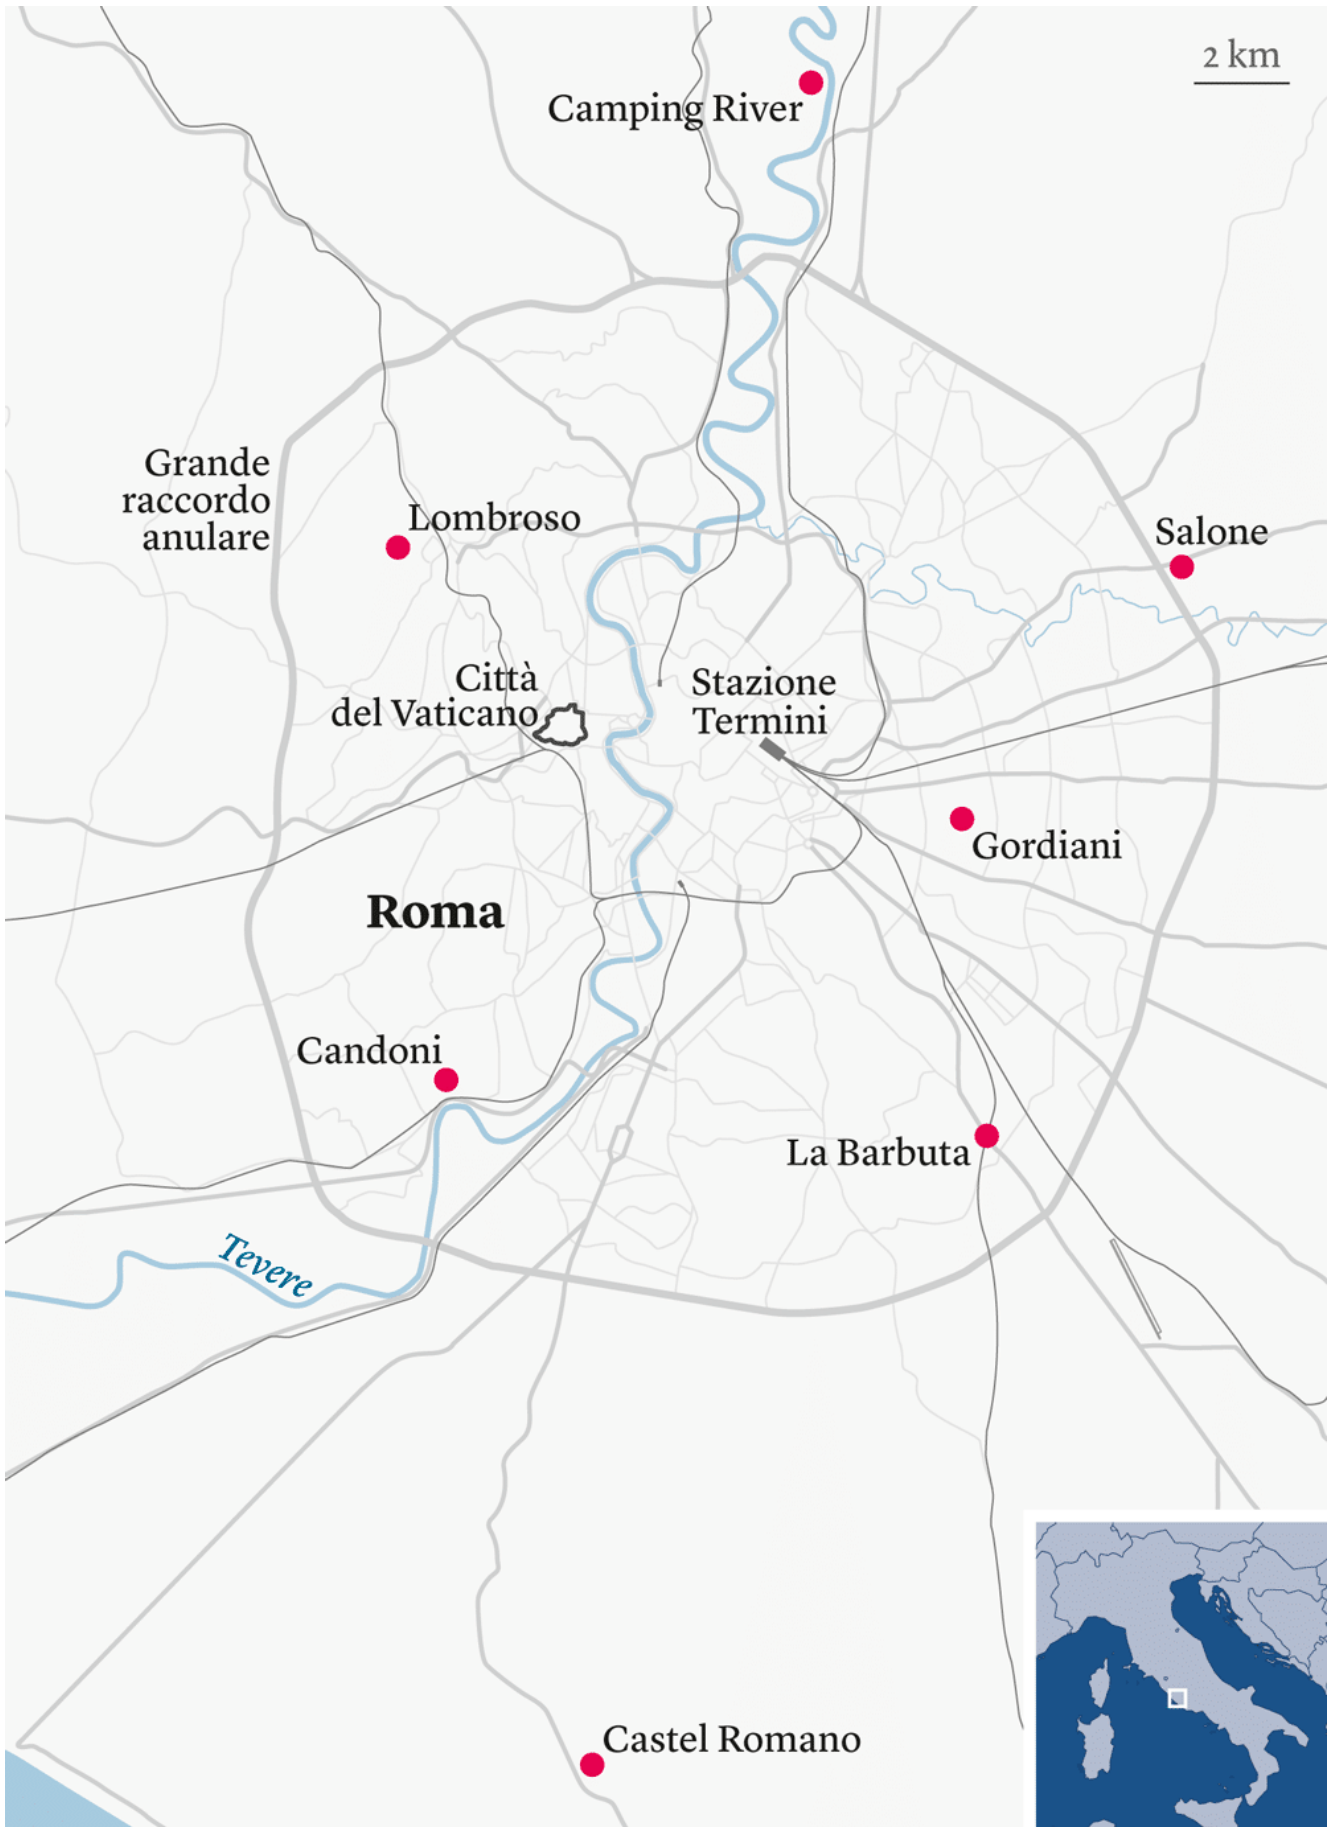 2 km
Camping River
Grande
raccordo
anulare
Lombroso
Salone
Città
del Vaticano
Stazione
Termini
Gordiani
Roma
Candoni
La Barbuta
Tevere
Castel Romano